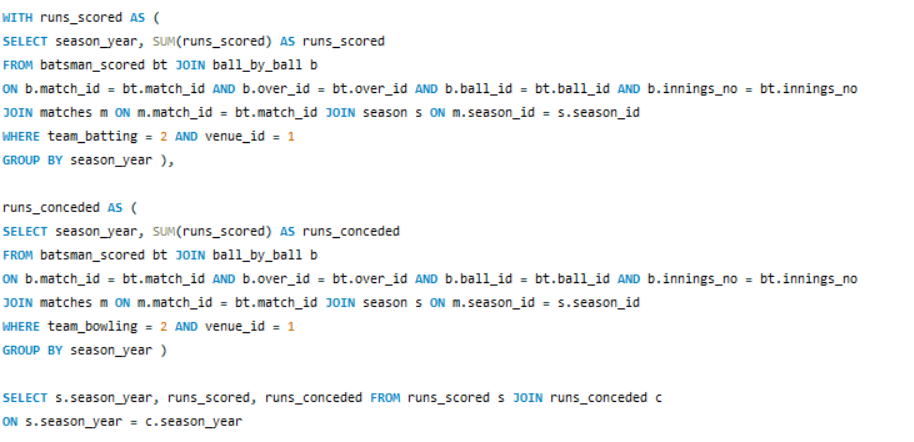 WITH runs_scored AS (
SELECT season_year, SUM(runs_scored) AS runs_scored
FROM batsman_scored bt JOIN ball_by_ball b
ON b.match_id = bt.match_id AND b.over_id = bt.over_id AND b.ball_id = bt.ball_id AND b.innings_no = bt.innings_no
JOIN matches m ON m.match_id = bt.match_id JOIN season s ON m.season_id = s.season_id
WHERE team_batting = 2 AND venue_id = 1
GROUP BY season_year ),

runs_conceded AS (
SELECT season_year, SUM(runs_scored) AS runs_conceded
FROM batsman_scored bt JOIN ball_by_ball b
ON b.match_id = bt.match_id AND b.over_id = bt.over_id AND b.ball_id = bt.ball_id AND b.innings_no = bt.innings_no
JOIN matches m ON m.match_id = bt.match_id JOIN season s ON m.season_id = s.season_id
WHERE team_bowling = 2 AND venue_id = 1
GROUP BY season_year )

SELECT s.season_year, runs_scored, runs_conceded FROM runs_scored s JOIN runs_conceded c
ON s.season_year = c.season_year